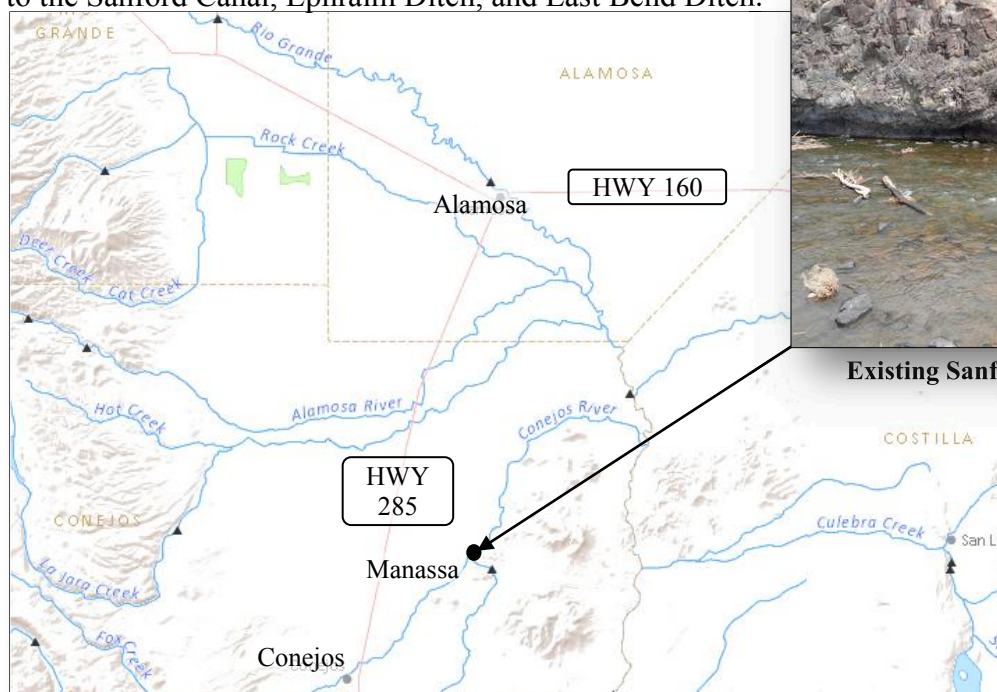 to the Sanford Canal, Ephraim Ditch, and East Bend Ditch.
GRANDE
Rio Grande
ALAMOSA
Rock Creek
HWY 160
Alamosa
Deer Creek
Cat Creek
Existing Sanf
Hot Creek
Alamosa River
Conejos River
COSTILLA
HWY
285
CONEJOS
Culebra Creek
San L
Manassa
La Jara Creek
Fox Creek
Conejos